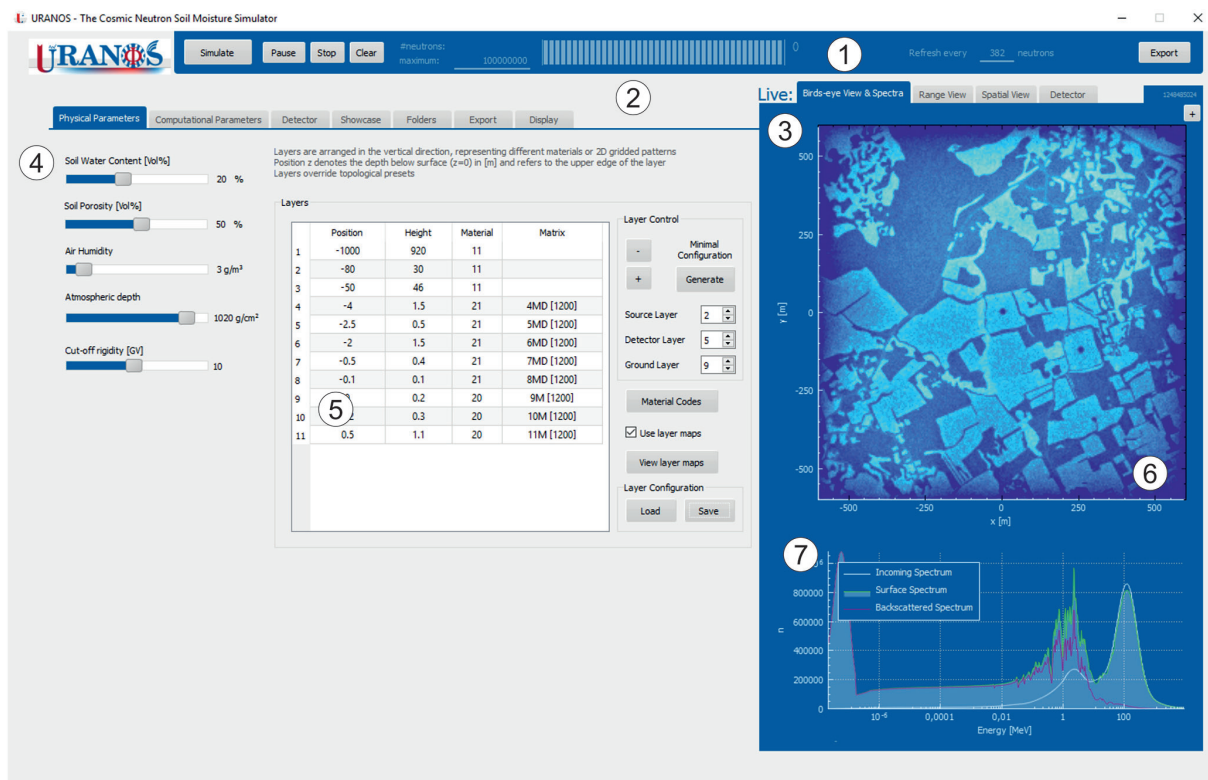 URANOS - The Cosmic Neutron Soil Moisture Simulator
URANOS
Simulate
Pause
Stop
Clear
#neutrons:
maximum: 100000000
0
1
Refresh every 382 neutrons
Export
2
Live:
Birds-eye View & Spectra
Range View
Spatial View
Detector
1248485024
+
Physical Parameters
Computational Parameters
Detector
Showcase
Folders
Export
Display
3
4
Soil Water Content [Vol%]
20 %
Soil Porosity [Vol%]
50 %
Air Humidity
3 g/m³
Atmospheric depth
1020 g/cm²
Cut-off rigidity [GV]
10
Layers are arranged in the vertical direction, representing different materials or 2D gridded patterns
Position z denotes the depth below surface (z=0) in [m] and refers to the upper edge of the layer
Layers override topological presets
Layers
Position Height Material Matrix
1 -1000 920 11
2 -80 30 11
3 -50 46 11
4 -4 1.5 21 4MD [1200]
5 -2.5 0.5 21 5MD [1200]
6 -2 1.5 21 6MD [1200]
7 -0.5 0.4 21 7MD [1200]
8 -0.1 0.1 21 8MD [1200]
9 0.2 20 9M [1200]
10 0.3 20 10M [1200]
11 0.5 1.1 20 11M [1200]
5
Layer Control
-
Minimal
Configuration
+
Generate
Source Layer 2
Detector Layer 5
Ground Layer 9
Material Codes
Use layer maps
View layer maps
Layer Configuration
Load
Save
500
250
0
-250
-500
y [m]
-500 -250 0 250 500
x [m]
6
7
Incoming Spectrum
Surface Spectrum
Backscattered Spectrum
800000
600000
400000
200000
0
n
10⁻⁶ 0,0001 0,01 1 100
Energy [MeV]